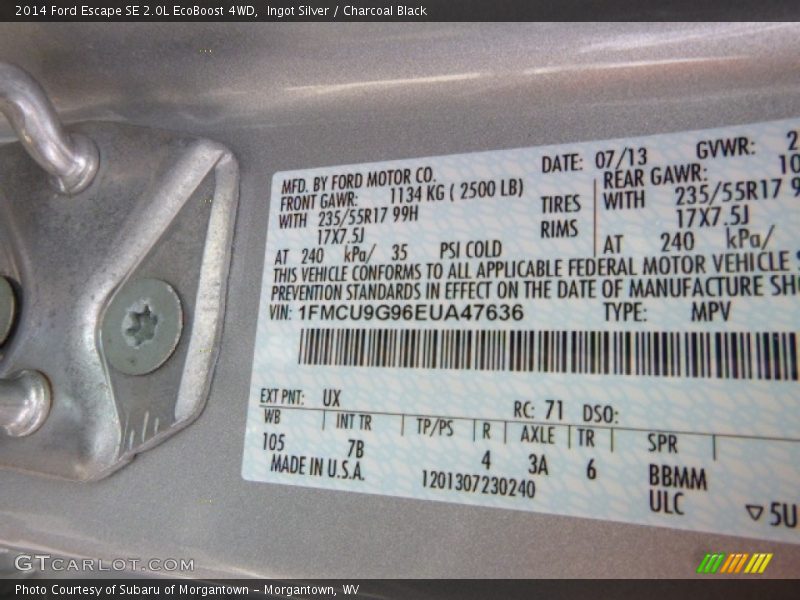 2014 Ford Escape SE 2.0L EcoBoost 4WD, Ingot Silver / Charcoal Black
MFD. BY FORD MOTOR CO. DATE: 07/13 GVWR:
FRONT GAWR: 1134 KG ( 2500 LB) REAR GAWR:
WITH 235/55R17 99H TIRES WITH 235/55R17
17X7.5J RIMS 17X7.5J
AT 240 kPa/ 35 PSI COLD AT 240 kPa/
THIS VEHICLE CONFORMS TO ALL APPLICABLE FEDERAL MOTOR VEHICLE
PREVENTION STANDARDS IN EFFECT ON THE DATE OF MANUFACTURE
VIN: 1FMCU9G96EUA47636 TYPE: MPV
EXT PNT: UX RC: 71 DSO:
WB INT TR TP/PS R AXLE TR SPR
105 7B 4 3A 6 BBMM
MADE IN U.S.A. 1201307230240 ULC ▽5U
GTCARLOT.COM
Photo Courtesy of Subaru of Morgantown – Morgantown, WV